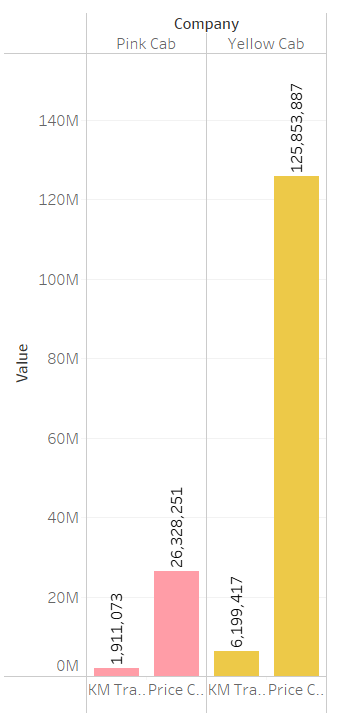 Company
Pink Cab Yellow Cab
Value
140M
120M
100M
80M
60M
40M
20M
0M
1,911,073
26,328,251
6,199,417
125,853,887
KM Tra.. Price C.. KM Tra.. Price C..